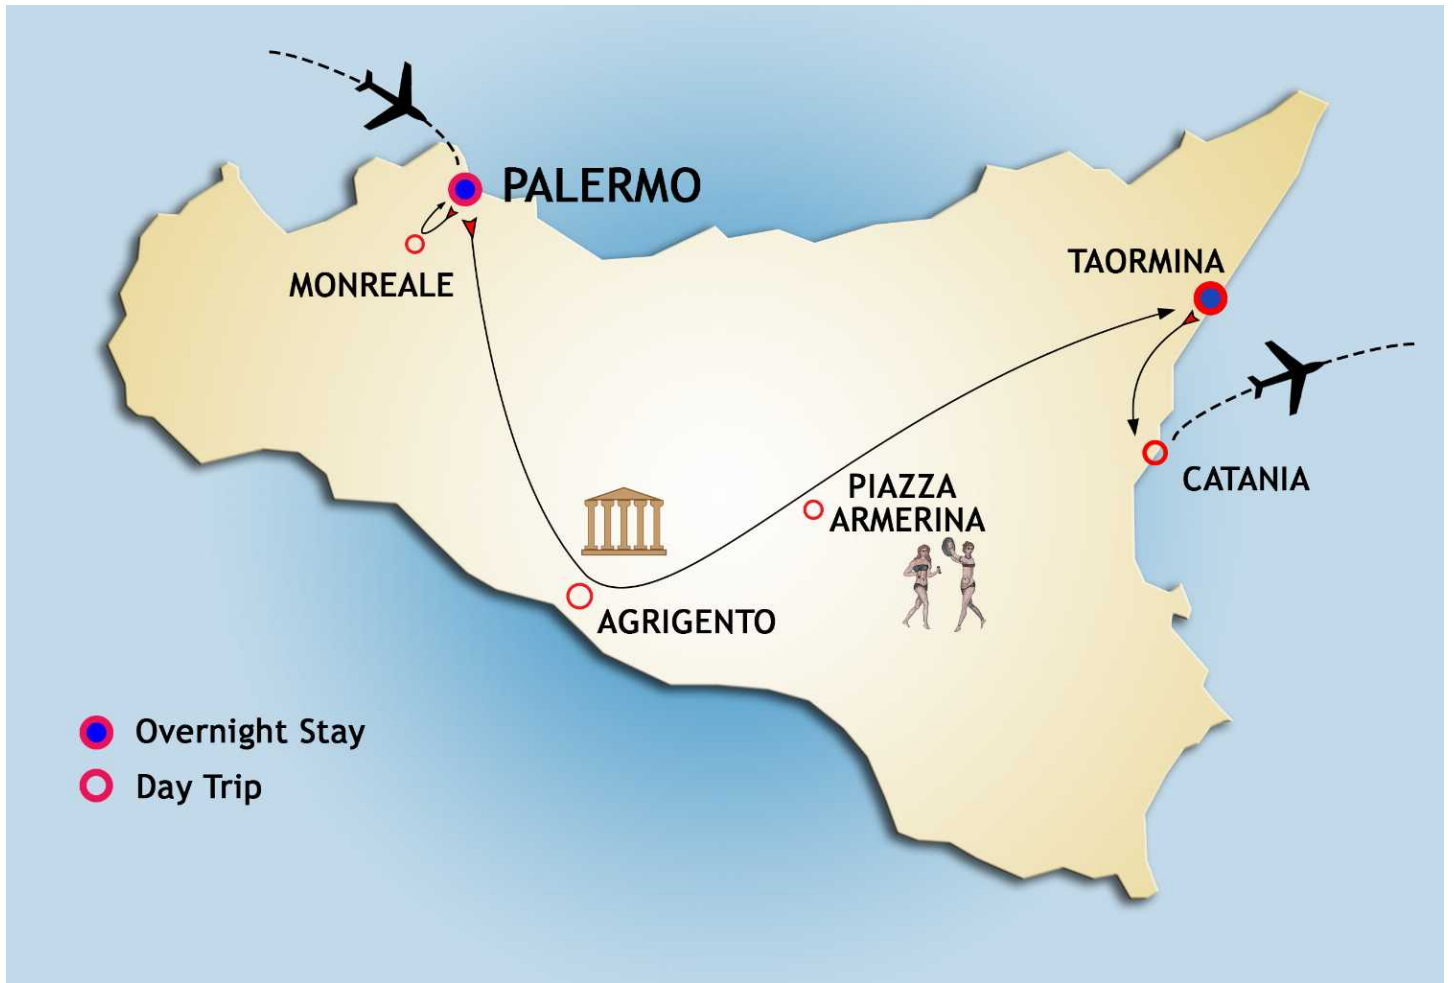 PALERMO
MONREALE
TAORMINA
PIAZZA
ARMERINA
CATANIA
AGRIGENTO
Overnight Stay
Day Trip